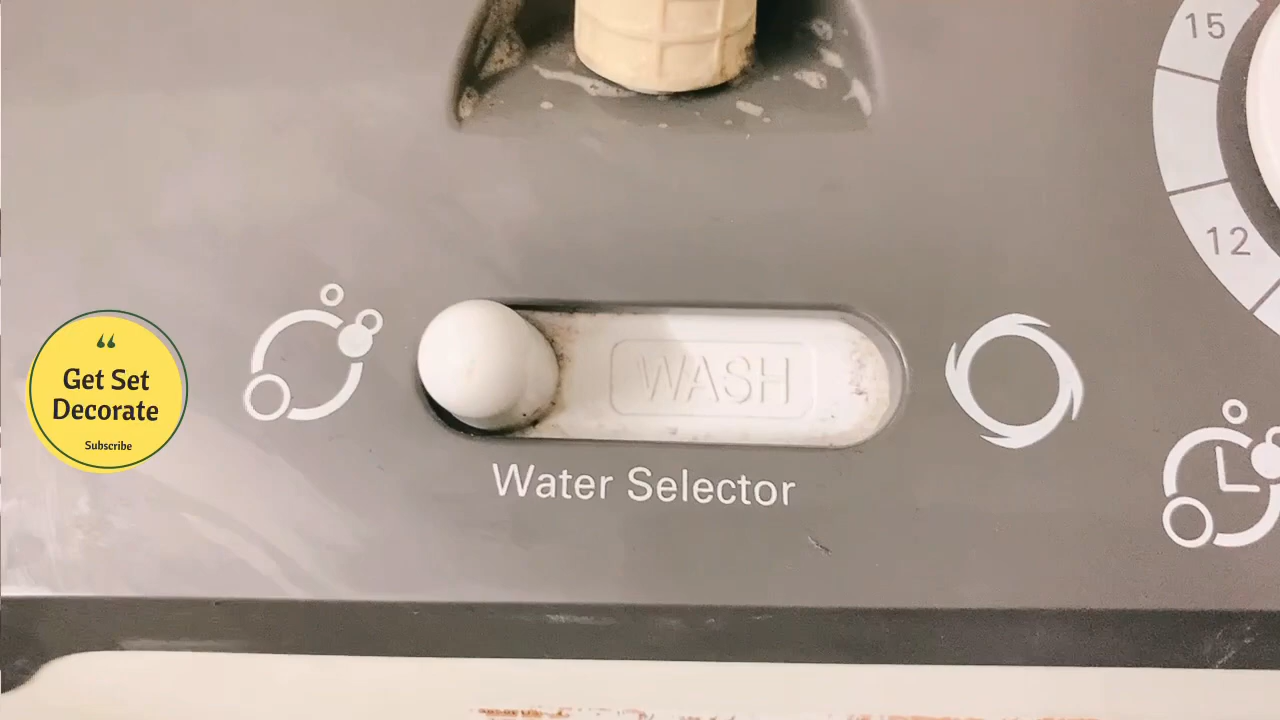 15
12
“
Get Set
Decorate
Subscribe
WASH
Water Selector